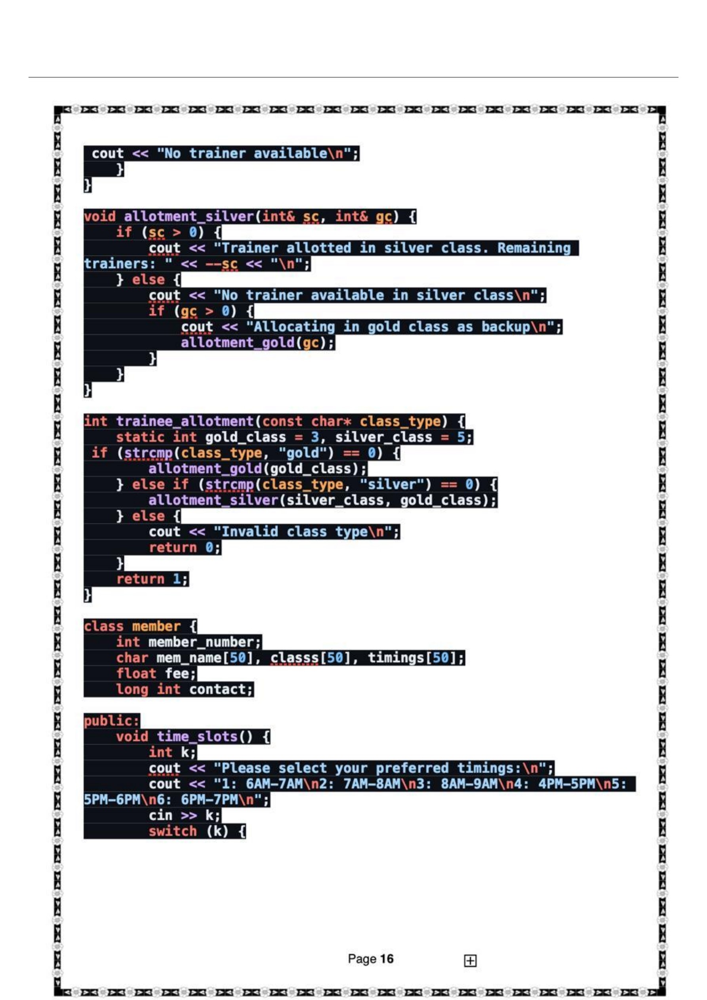 cout << "No trainer available\n";
    }
}
void allotment_silver(int& sc, int& gc) {
    if (sc > 0) {
        cout << "Trainer allotted in silver class. Remaining
trainers: " << --sc << "\n";
    } else {
        cout << "No trainer available in silver class\n";
        if (gc > 0) {
            cout << "Allocating in gold class as backup\n";
            allotment_gold(gc);
        }
    }
}
int trainee_allotment(const char* class_type) {
    static int gold_class = 3, silver_class = 5;
 if (strcmp(class_type, "gold") == 0) {
        allotment_gold(gold_class);
    } else if (strcmp(class_type, "silver") == 0) {
        allotment_silver(silver_class, gold_class);
    } else {
        cout << "Invalid class type\n";
        return 0;
    }
    return 1;
}
class member {
    int member_number;
    char mem_name[50], classs[50], timings[50];
    float fee;
    long int contact;
public:
    void time_slots() {
        int k;
        cout << "Please select your preferred timings:\n";
        cout << "1: 6AM–7AM\n2: 7AM–8AM\n3: 8AM–9AM\n4: 4PM–5PM\n5:
5PM–6PM\n6: 6PM–7PM\n";
        cin >> k;
        switch (k) {
Page 16